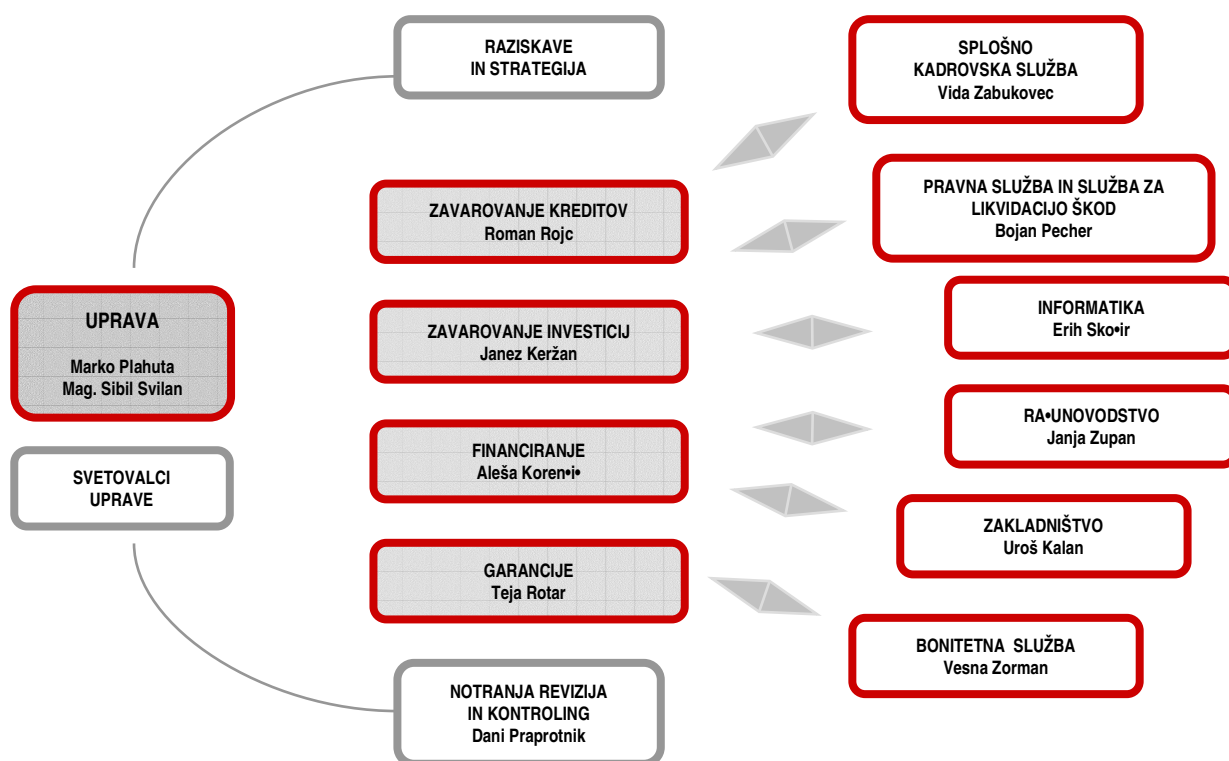 RAZISKAVE
IN STRATEGIJA
SPLOŠNO
KADROVSKA SLUŽBA
Vida Zabukovec
ZAVAROVANJE KREDITOV
Roman Rojc
PRAVNA SLUŽBA IN SLUŽBA ZA
LIKVIDACIJO ŠKOD
Bojan Pecher
UPRAVA
Marko Plahuta
Mag. Sibil Svilan
ZAVAROVANJE INVESTICIJ
Janez Keržan
INFORMATIKA
Erih Sko•ir
FINANCIRANJE
Aleša Koren•i•
RA•UNOVODSTVO
Janja Zupan
SVETOVALCI
UPRAVE
ZAKLADNIŠTVO
Uroš Kalan
GARANCIJE
Teja Rotar
BONITETNA SLUŽBA
Vesna Zorman
NOTRANJA REVIZIJA
IN KONTROLING
Dani Praprotnik